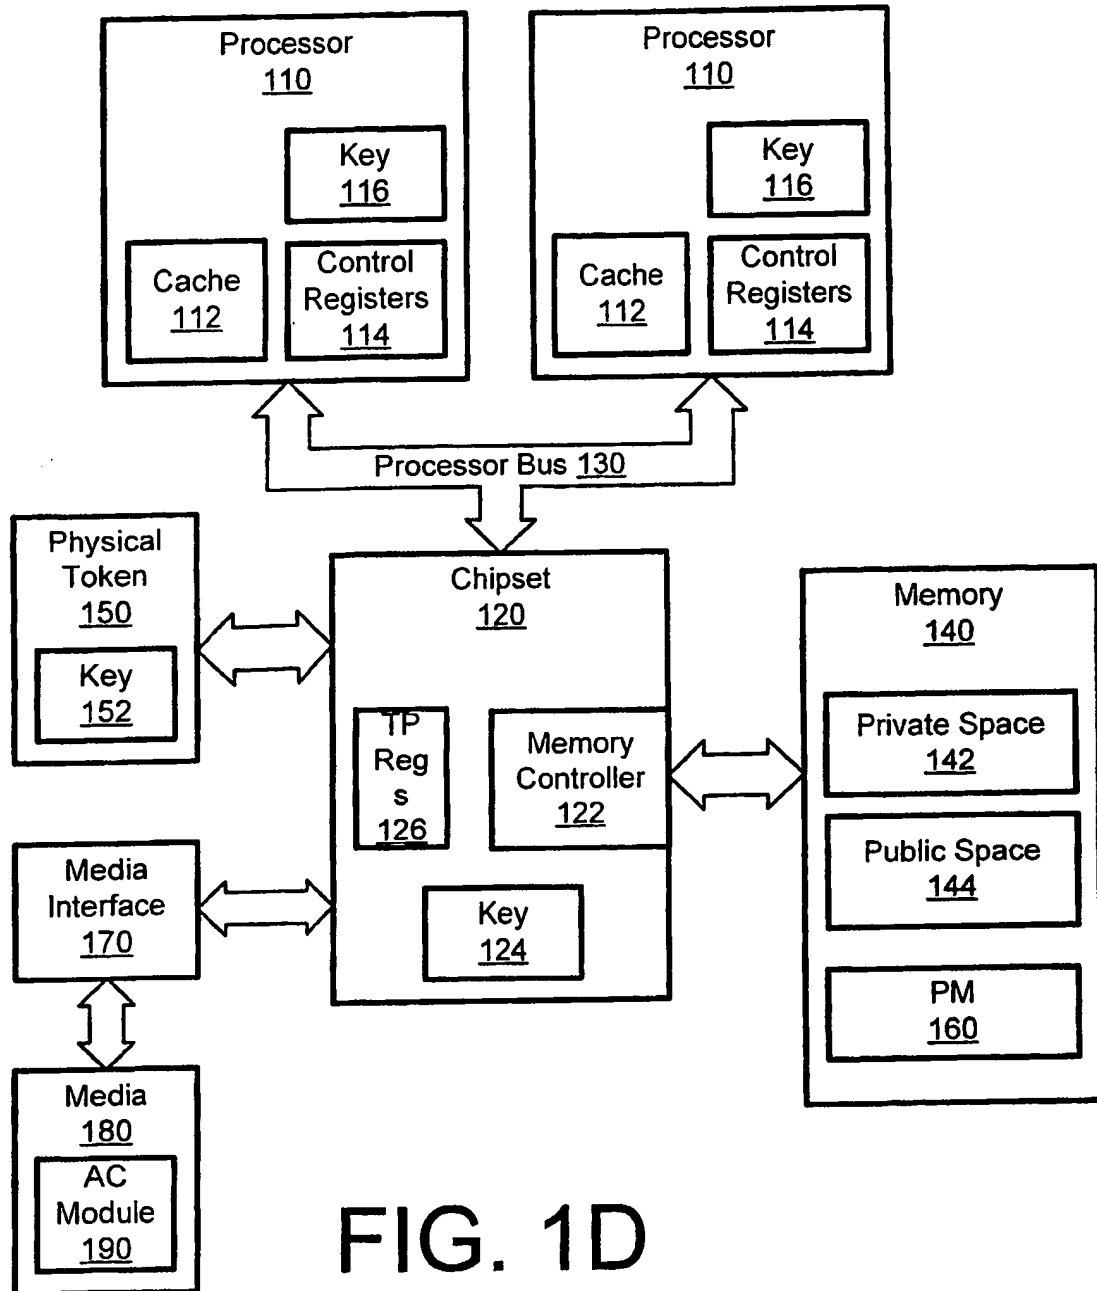 Processor
110
Key
116
Cache
112
Control
Registers
114
Processor
110
Key
116
Cache
112
Control
Registers
114
Processor Bus 130
Physical
Token
150
Key
152
Chipset
120
TP
Reg
s
126
Memory
Controller
122
Key
124
Memory
140
Private Space
142
Public Space
144
PM
160
Media
Interface
170
Media
180
AC
Module
190
FIG. 1D